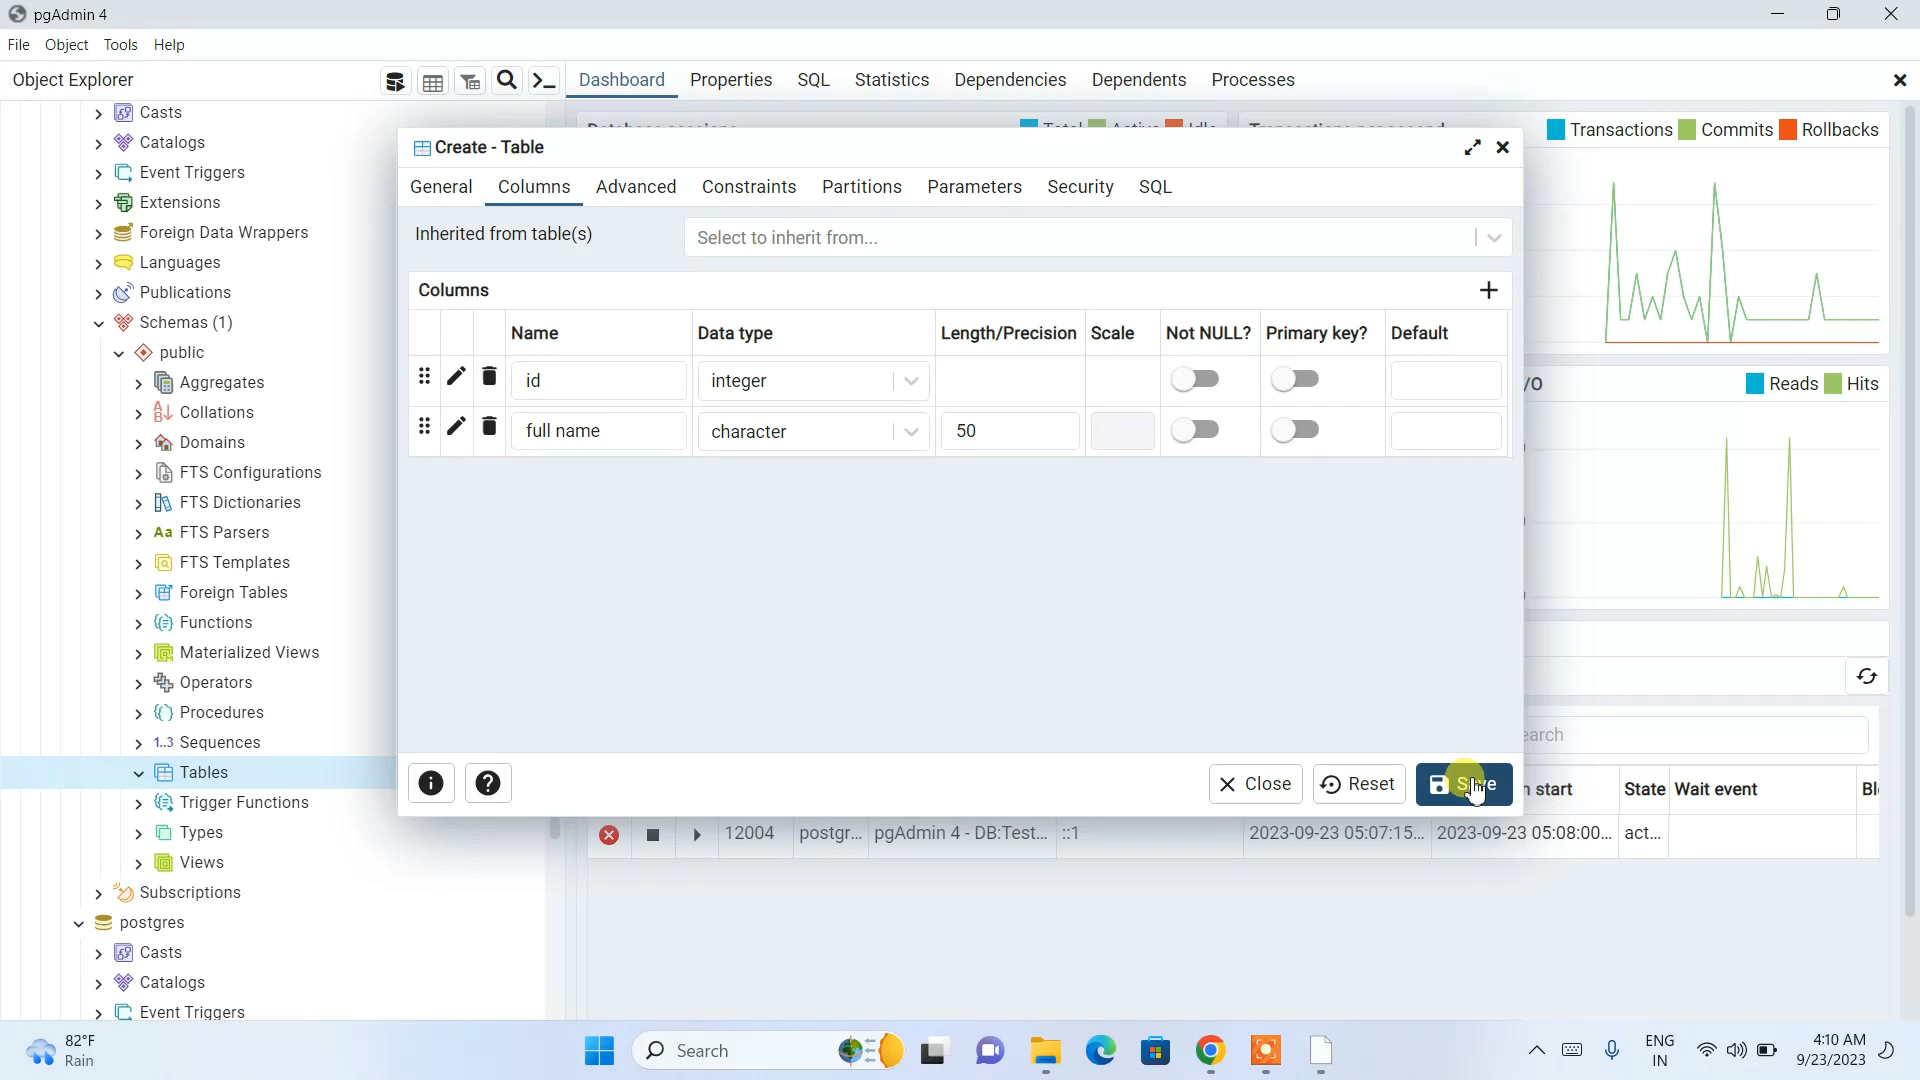 pgAdmin 4
File Object Tools Help
Object Explorer
Dashboard Properties SQL Statistics Dependencies Dependents Processes
Casts
Catalogs
Event Triggers
Extensions
Foreign Data Wrappers
Languages
Publications
Schemas (1)
public
Aggregates
Collations
Domains
FTS Configurations
FTS Dictionaries
Aa FTS Parsers
FTS Templates
Foreign Tables
Functions
Materialized Views
Operators
Procedures
1..3 Sequences
Tables
Trigger Functions
Types
Views
Subscriptions
postgres
Casts
Catalogs
Event Triggers
Transactions Commits Rollbacks
Create - Table
General Columns Advanced Constraints Partitions Parameters Security SQL
Inherited from table(s) Select to inherit from...
Columns
Name Data type Length/Precision Scale Not NULL? Primary key? Default
id integer
full name character 50
Close Reset Save
/O Reads Hits
earch
start State Wait event
12004 postgr... pgAdmin 4 - DB:Test... ::1 2023-09-23 05:07:15... 2023-09-23 05:08:00... act...
82°F
Rain
Search
ENG
IN
4:10 AM
9/23/2023